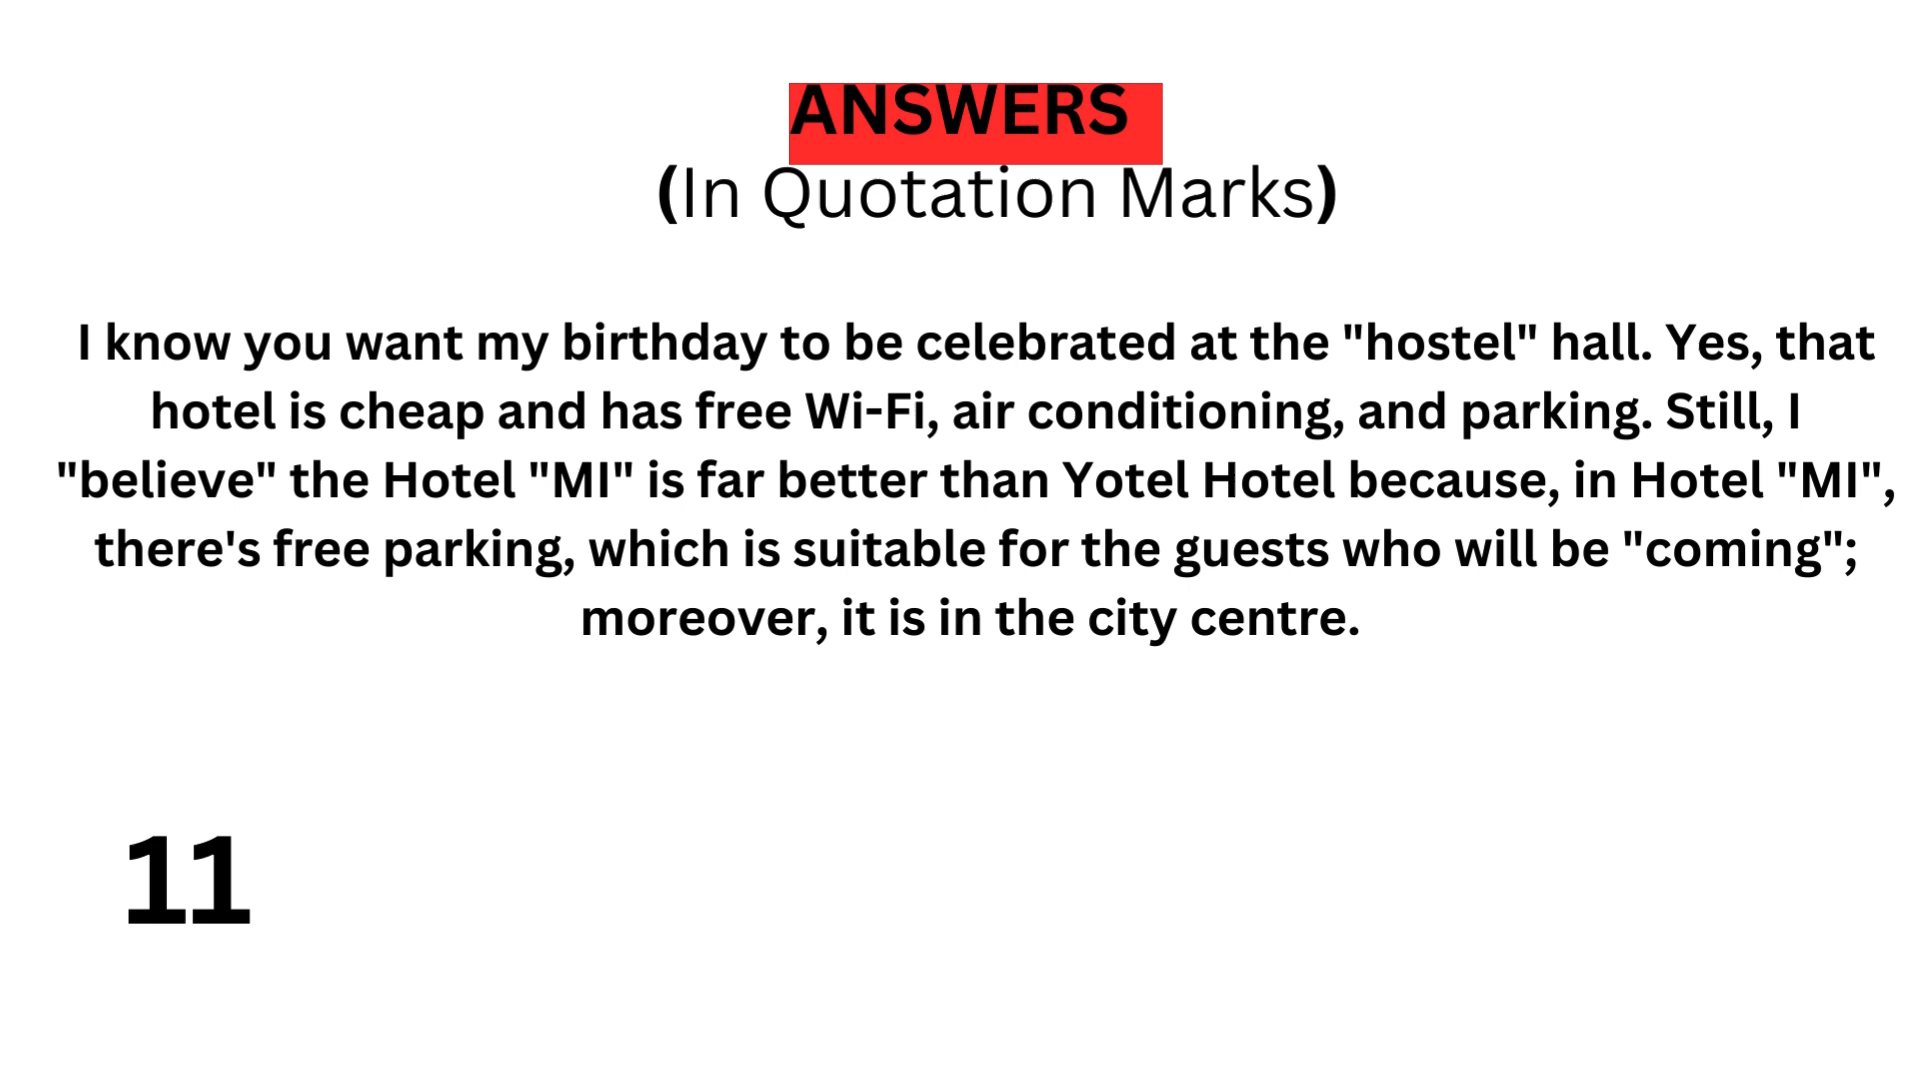 ANSWERS
(In Quotation Marks)
I know you want my birthday to be celebrated at the "hostel" hall. Yes, that
hotel is cheap and has free Wi-Fi, air conditioning, and parking. Still, I
"believe" the Hotel "MI" is far better than Yotel Hotel because, in Hotel "MI",
there's free parking, which is suitable for the guests who will be "coming";
moreover, it is in the city centre.
11